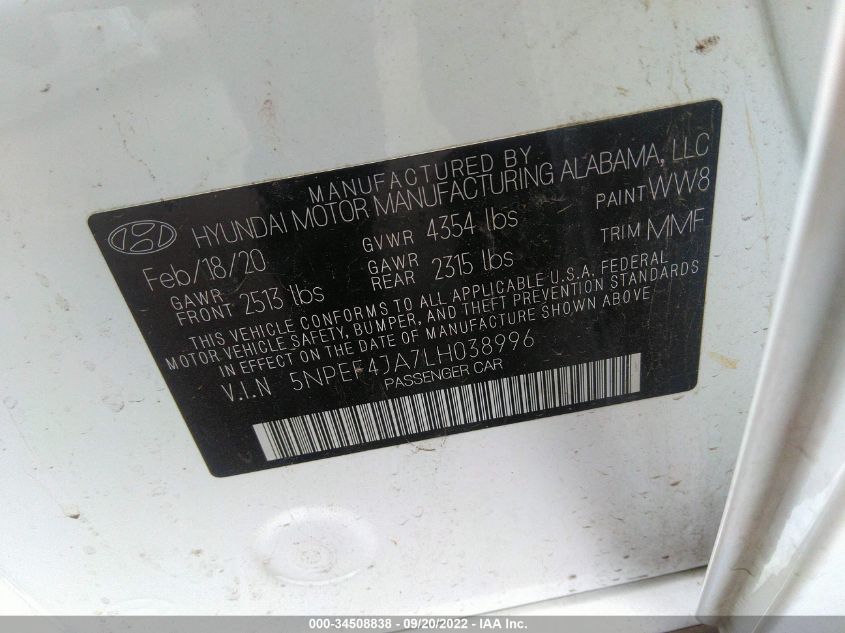 MANUFACTURED BY
HYUNDAI MOTOR MANUFACTURING ALABAMA, LLC
Feb/18/20 GVWR 4354 lbs PAINT WW8
GAWR FRONT 2513 lbs GAWR REAR 2315 lbs TRIM MMF
THIS VEHICLE CONFORMS TO ALL APPLICABLE U.S.A. FEDERAL
MOTOR VEHICLE SAFETY, BUMPER, AND THEFT PREVENTION STANDARDS
IN EFFECT ON THE DATE OF MANUFACTURE SHOWN ABOVE
V.I.N 5NPEF4JA7LH038996
PASSENGER CAR
000-34508838 - 09/20/2022 - IAA Inc.